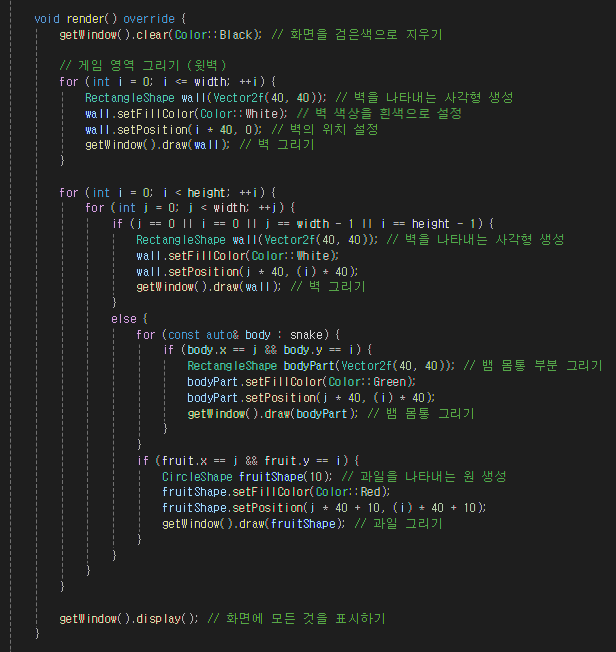 void render() override {
getWindow().clear(Color::Black); // 화면을 검은색으로 지우기
// 게임 영역 그리기 (윗벽)
for (int i = 0; i <= width; ++i) {
RectangleShape wall(Vector2f(40, 40)); // 벽을 나타내는 사각형 생성
wall.setFillColor(Color::White); // 벽 색상을 흰색으로 설정
wall.setPosition(i * 40, 0); // 벽의 위치 설정
getWindow().draw(wall); // 벽 그리기
}
for (int i = 0; i < height; ++i) {
for (int j = 0; j < width; ++j) {
if (j == 0 || i == 0 || j == width - 1 || i == height - 1) {
RectangleShape wall(Vector2f(40, 40)); // 벽을 나타내는 사각형 생성
wall.setFillColor(Color::White);
wall.setPosition(j * 40, (i) * 40);
getWindow().draw(wall); // 벽 그리기
}
else {
for (const auto& body : snake) {
if (body.x == j && body.y == i) {
RectangleShape bodyPart(Vector2f(40, 40)); // 뱀 몸통 부분 그리기
bodyPart.setFillColor(Color::Green);
bodyPart.setPosition(j * 40, (i) * 40);
getWindow().draw(bodyPart); // 뱀 몸통 그리기
}
}
if (fruit.x == j && fruit.y == i) {
CircleShape fruitShape(10); // 과일을 나타내는 원 생성
fruitShape.setFillColor(Color::Red);
fruitShape.setPosition(j * 40 + 10, (i) * 40 + 10);
getWindow().draw(fruitShape); // 과일 그리기
}
}
}
}
getWindow().display(); // 화면에 모든 것을 표시하기
}